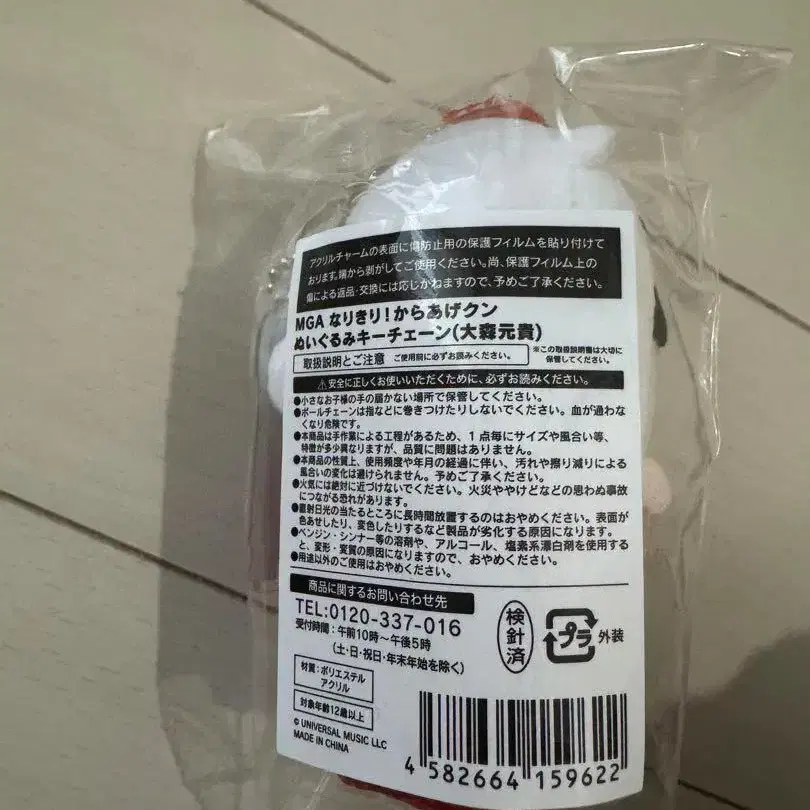 アクリルチャームの表面に傷防止用の保護フィルムを貼り付けて
おります。端から剥がしてご使用ください。尚、保護フィルム上の
傷による返品・交換には応じかねますので、予めご了承ください。
MGA なりきり！からあげクン
ぬいぐるみキーチェーン(大森元貴)
取扱説明とご注意 ご使用前に必ずお読みください。
※この取扱説明書は大切に
保管してください。
⚠安全に正しくお使いいただくために、必ずお読みください。
●小さなお子様の手の届かない場所で保管してください。
●ボールチェーンは指などに巻きつけたりしないでください。血が通わな
くなり危険です。
●本商品は手作業による工程があるため、1点毎にサイズや風合い等、
特徴が多少異なりますが、品質に問題はありません。
●本商品の性質上、使用頻度や年月の経過に伴い、汚れや擦り減りによる
風合いの変化は避けられません。予めご了承ください。
●火気には絶対に近づけないでください。火災ややけどなどの思わぬ事故
につながる恐れがあります。
●直射日光の当たるところに長時間放置するのはおやめください。表面が
色あせしたり、変色したりするなど製品が劣化する原因になります。
●ベンジン・シンナー等の溶剤や、アルコール、塩素系漂白剤を使用する
と、変形・変質の原因になりますので、おやめください。
●用途以外のご使用はおやめください。
商品に関するお問い合わせ先
TEL:0120-337-016
受付時間：午前10時～午後5時
(土・日・祝日・年末年始を除く)
検針済
プラ 外装
材質：ポリエステル
アクリル
対象年齢12歳以上
© UNIVERSAL MUSIC LLC
MADE IN CHINA
4 582664 159622